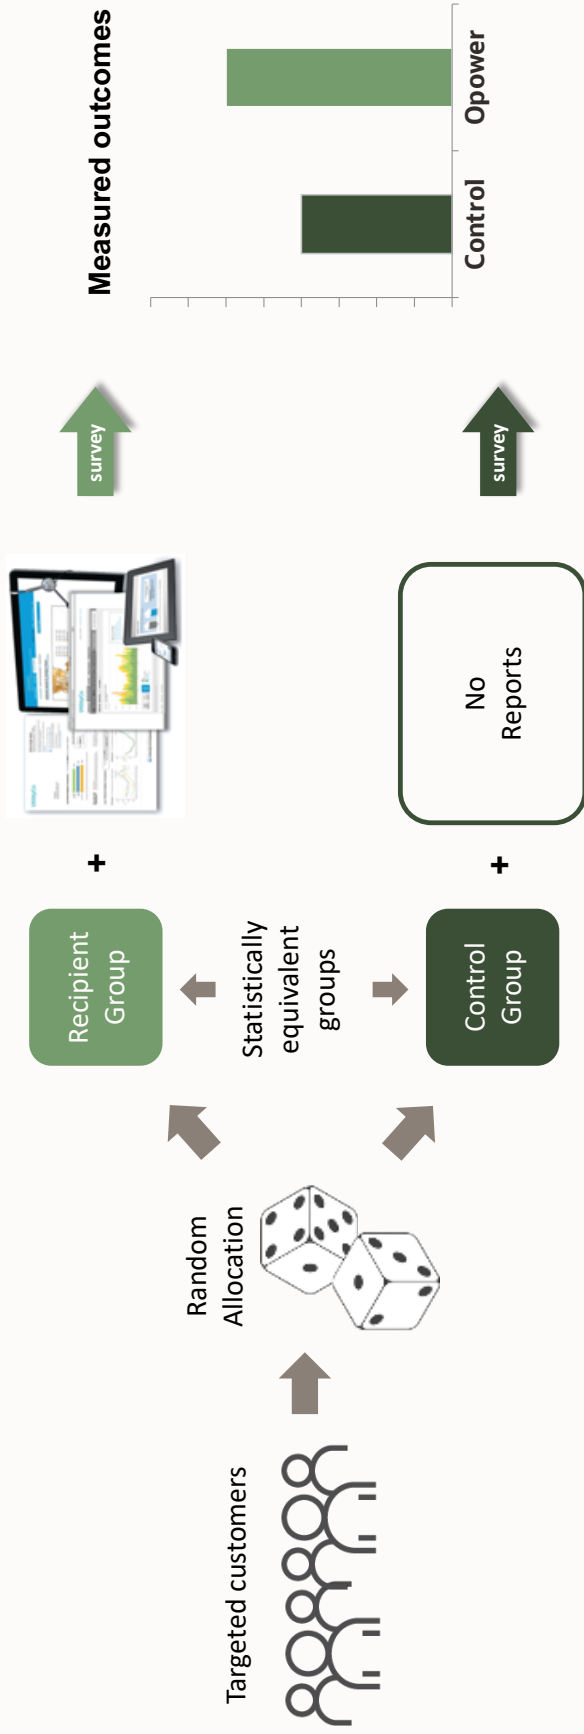 Targeted customers
Random
Allocation
Recipient
Group
Statistically
equivalent
groups
Control
Group
+
+
No
Reports
survey
survey
Measured outcomes
Control
Opower